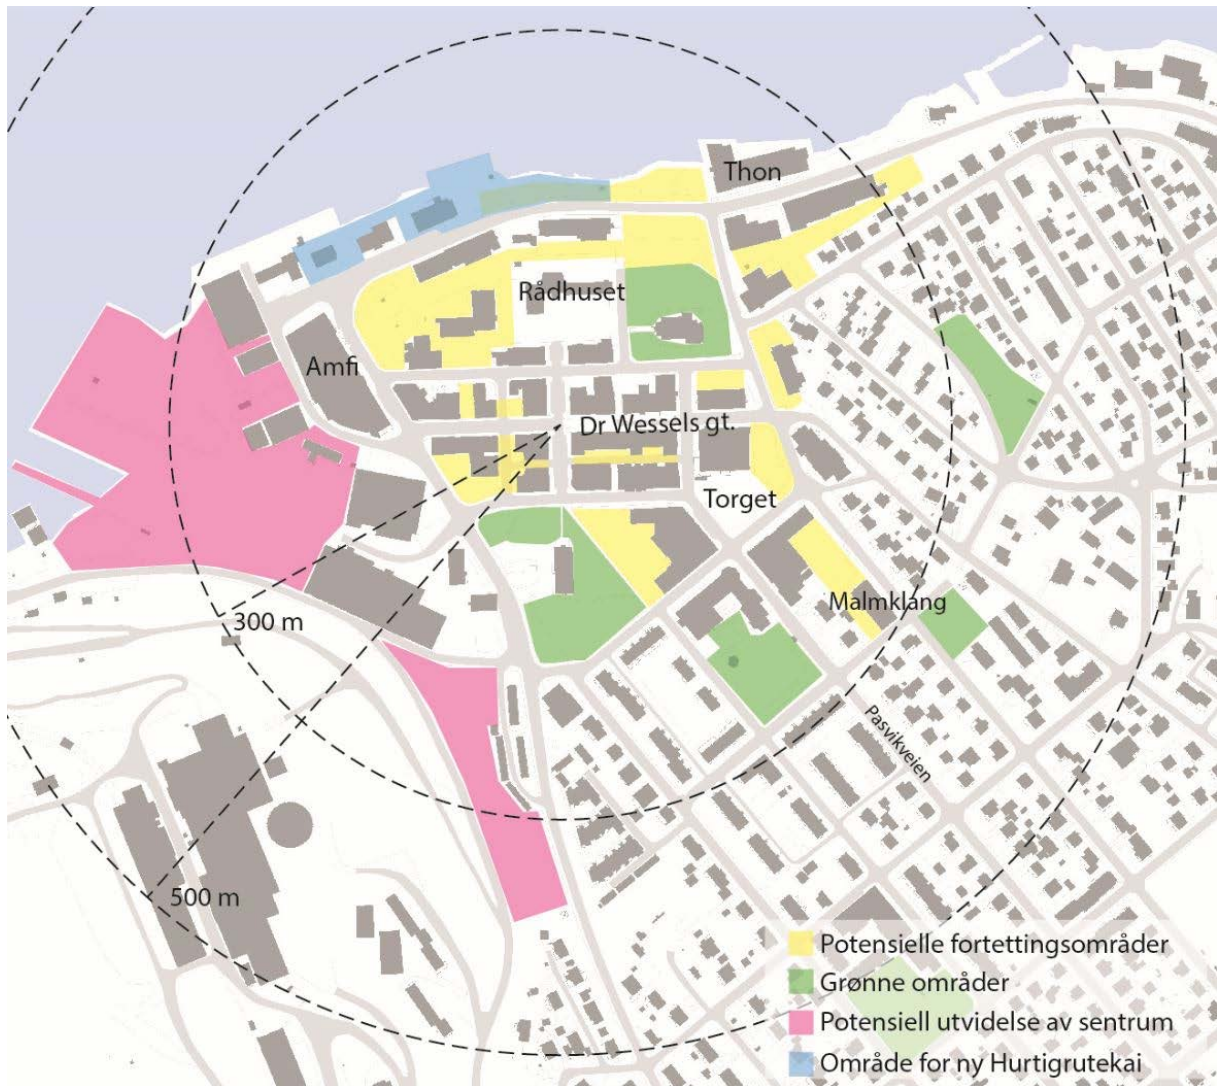 Thon
Rådhuset
Amfi
Dr Wessels gt.
Torget
Malmklang
300 m
Pasvikveien
500 m
Potensielle fortettingsområder
Grønne områder
Potensiell utvidelse av sentrum
Område for ny Hurtigrutekai